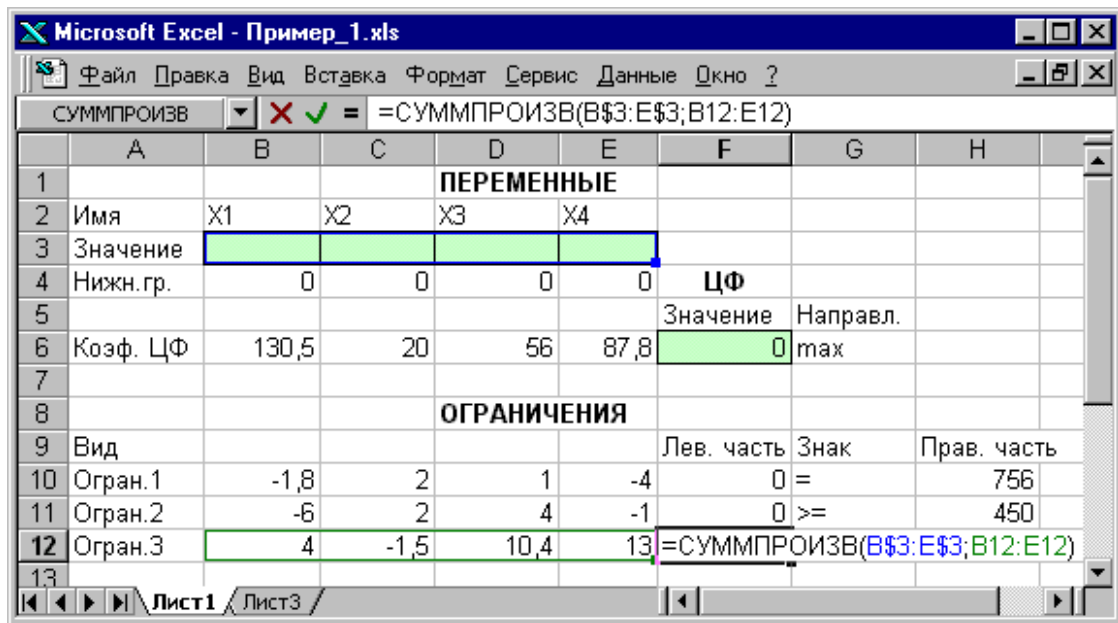 Microsoft Excel - Пример_1.xls
Файл Правка Вид Вставка Формат Сервис Данные Окно ?
СУММПРОИЗВ = =СУММПРОИЗВ(B$3:E$3;B12:E12)
A B C D E F G H
1 ПЕРЕМЕННЫЕ
2 Имя X1 X2 X3 X4
3 Значение
4 Нижн.гр. 0 0 0 0 ЦФ
5 Значение Направл.
6 Коэф. ЦФ 130,5 20 56 87,8 0 max
7
8 ОГРАНИЧЕНИЯ
9 Вид Лев. часть Знак Прав. часть
10 Огран.1 -1,8 2 1 -4 0 = 756
11 Огран.2 -6 2 4 -1 0 >= 450
12 Огран.3 4 -1,5 10,4 13 =СУММПРОИЗВ(B$3:E$3;B12:E12)
13
Лист1 Лист3